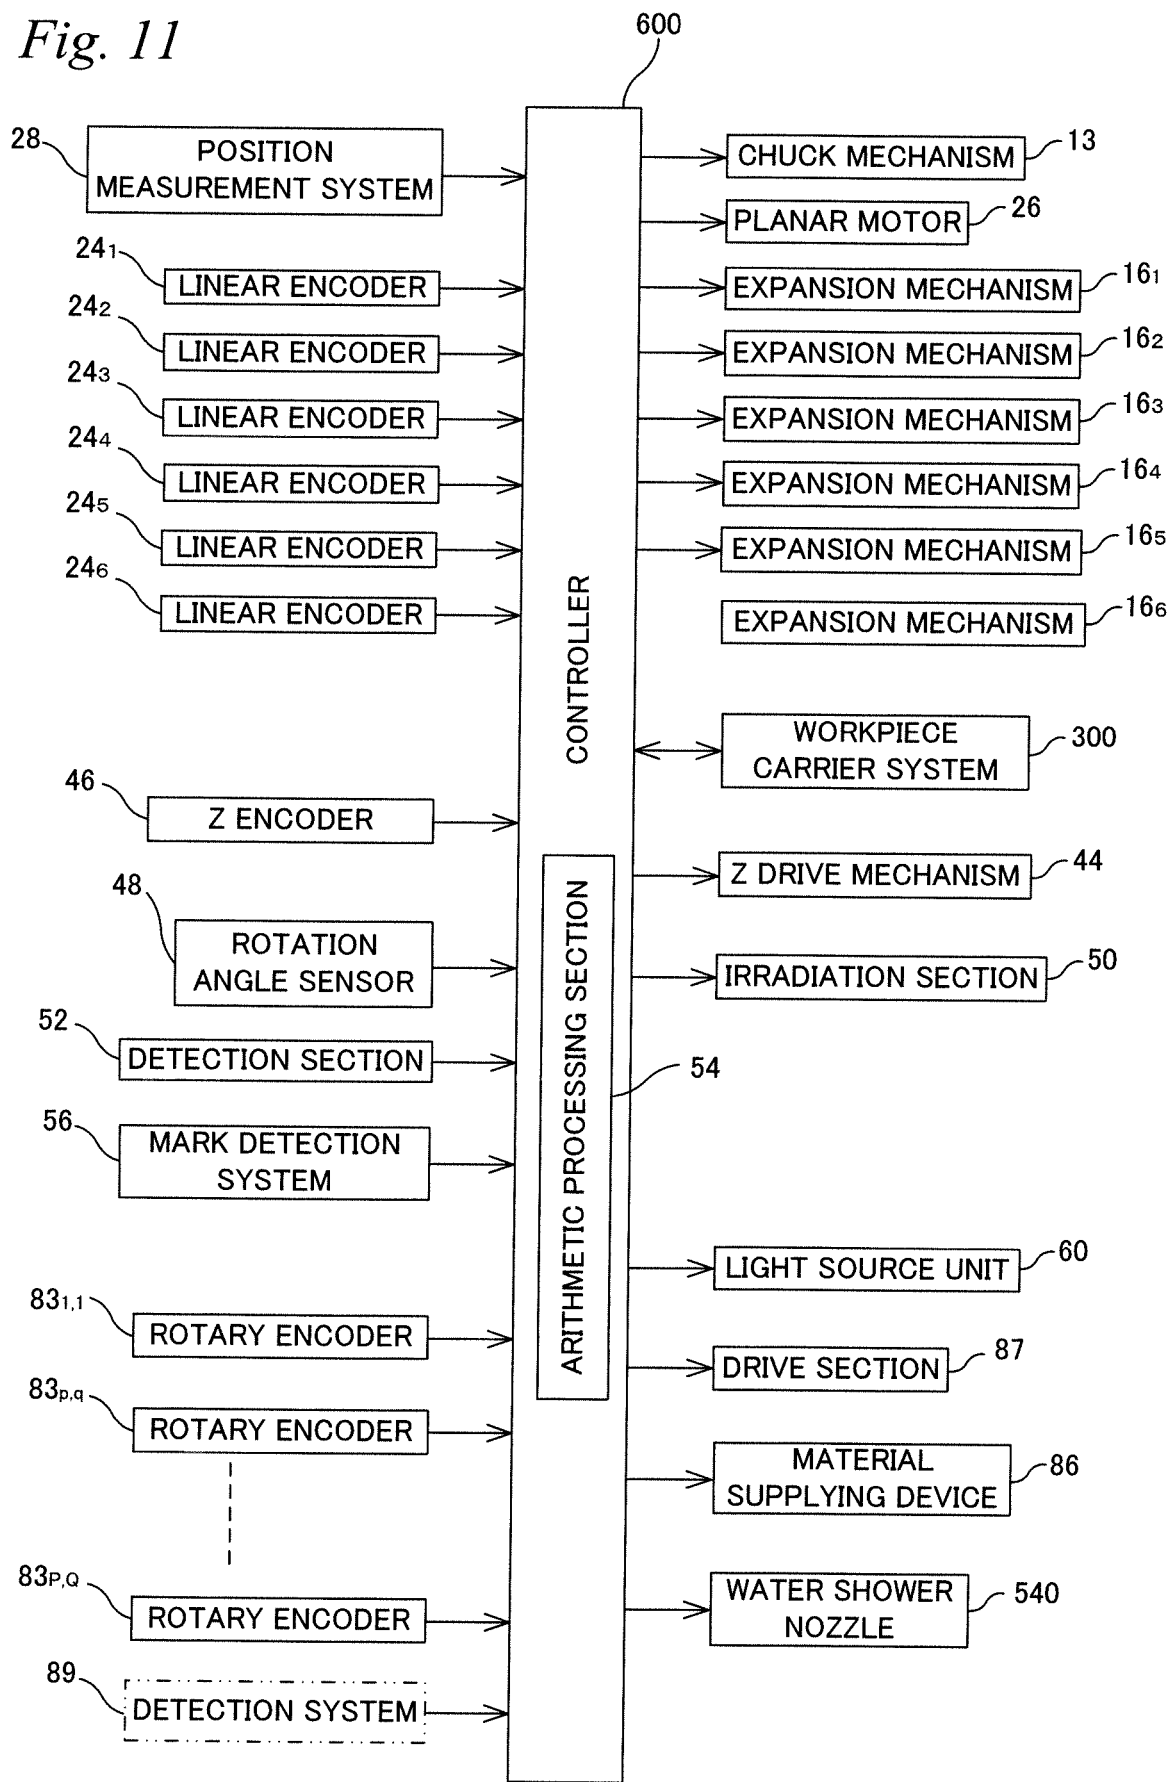 Fig. 11
600
28
POSITION
MEASUREMENT SYSTEM
24₁
LINEAR ENCODER
24₂
LINEAR ENCODER
24₃
LINEAR ENCODER
24₄
LINEAR ENCODER
24₅
LINEAR ENCODER
24₆
LINEAR ENCODER
46
Z ENCODER
48
ROTATION
ANGLE SENSOR
52
DETECTION SECTION
56
MARK DETECTION
SYSTEM
83₁,₁
ROTARY ENCODER
83p,q
ROTARY ENCODER
83P,Q
ROTARY ENCODER
89
DETECTION SYSTEM
CONTROLLER
ARITHMETIC PROCESSING SECTION
54
CHUCK MECHANISM
13
PLANAR MOTOR
26
EXPANSION MECHANISM
16₁
EXPANSION MECHANISM
16₂
EXPANSION MECHANISM
16₃
EXPANSION MECHANISM
16₄
EXPANSION MECHANISM
16₅
EXPANSION MECHANISM
16₆
WORKPIECE
CARRIER SYSTEM
300
Z DRIVE MECHANISM
44
IRRADIATION SECTION
50
LIGHT SOURCE UNIT
60
DRIVE SECTION
87
MATERIAL
SUPPLYING DEVICE
86
WATER SHOWER
NOZZLE
540